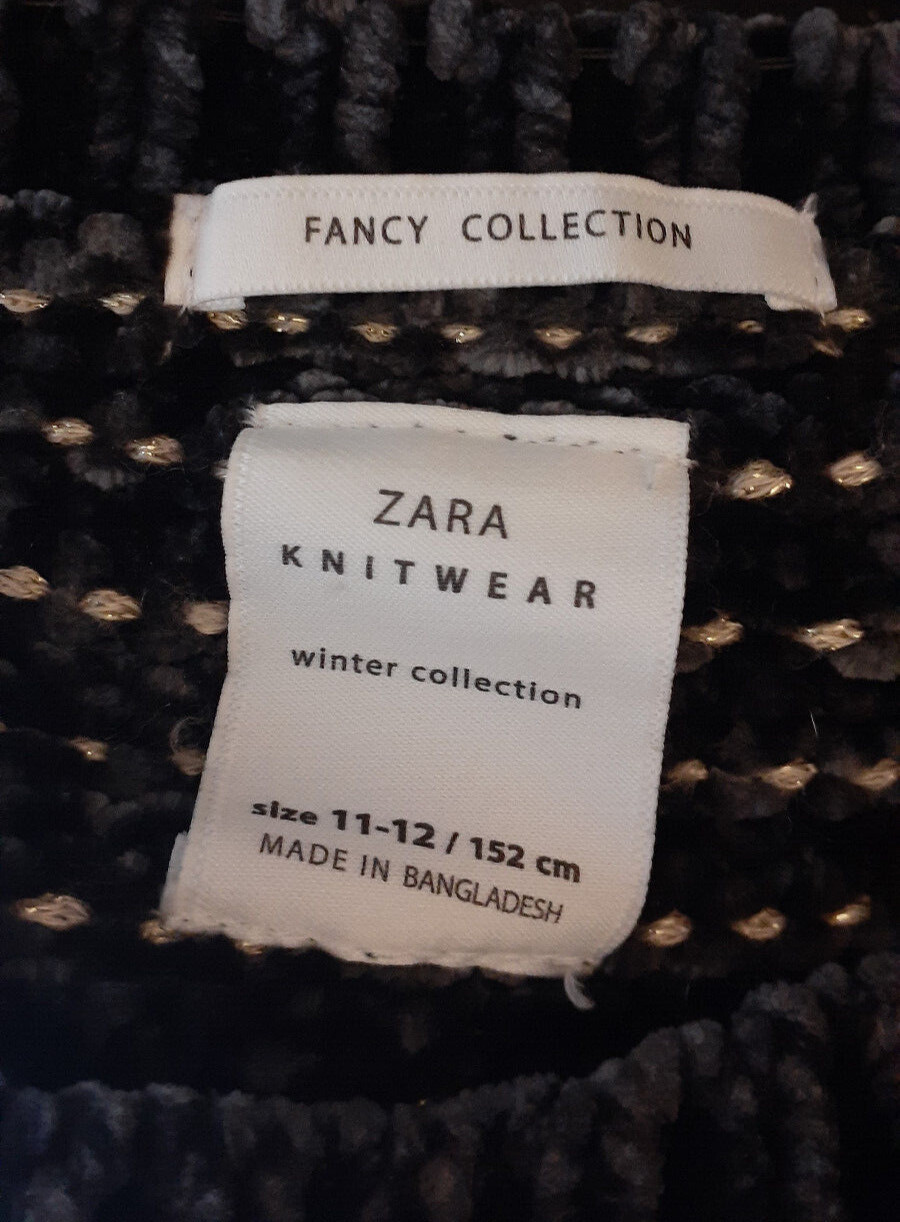 FANCY COLLECTION
ZARA
KNITWEAR
winter collection
size 11-12 / 152 cm
MADE IN BANGLADESH